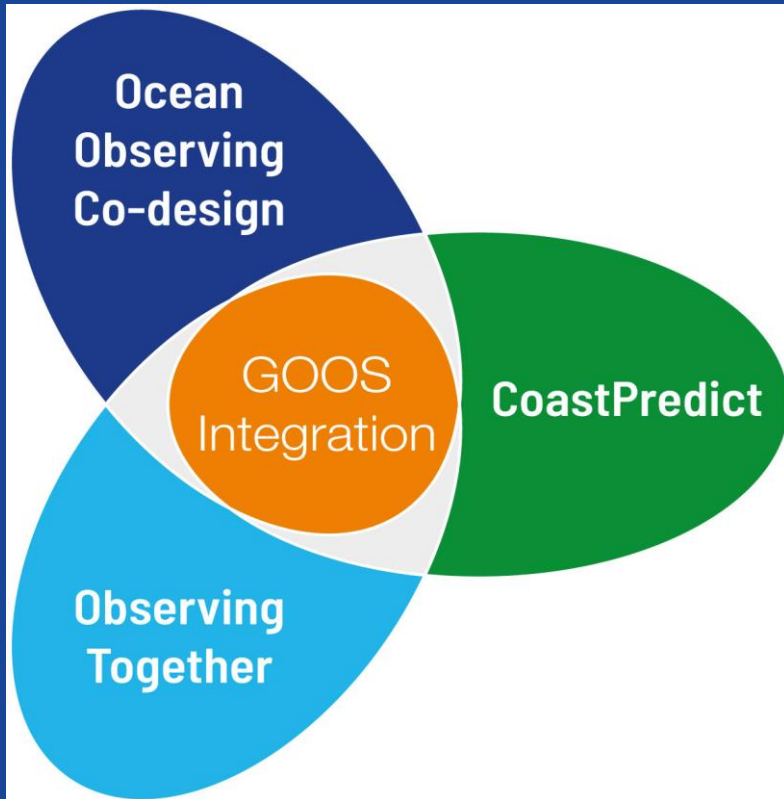 Ocean
Observing
Co-design
GOOS
Integration
CoastPredict
Observing
Together